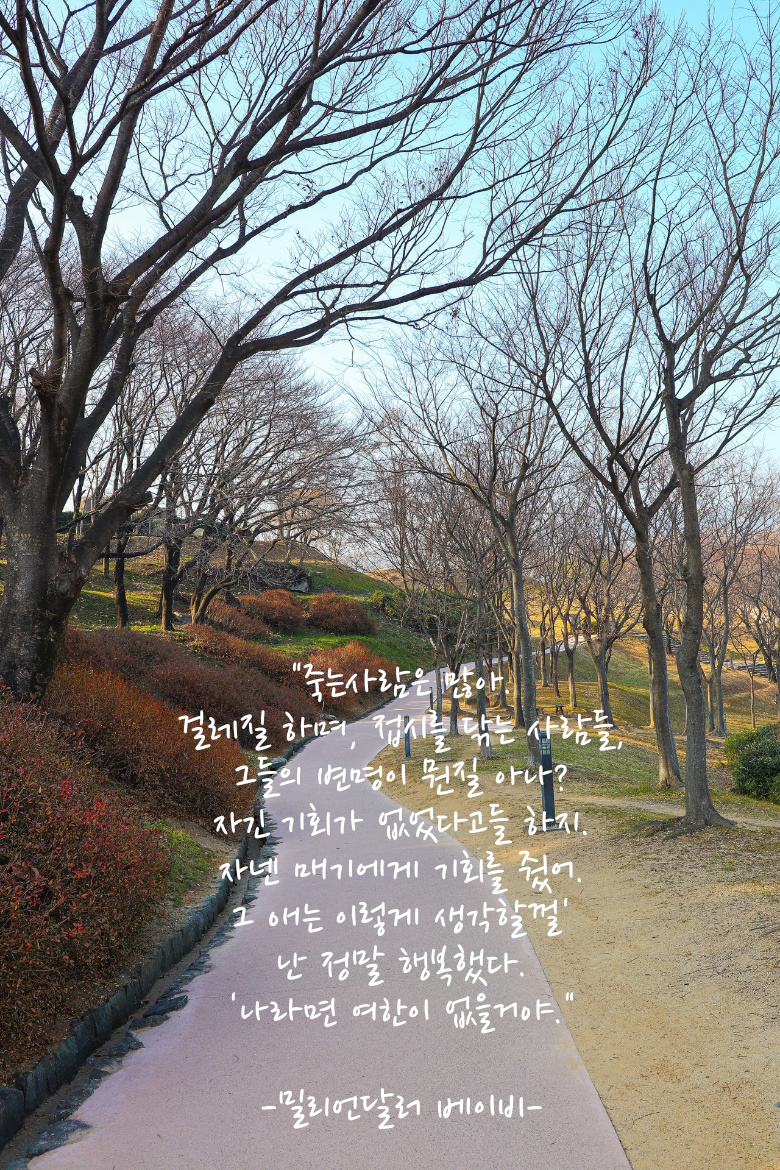 "죽는사람은 많아.
걸레질 하며, 접시를 닦는 사람들,
그들의 변명이 뭔질 아나?
자긴 기회가 없었다고들 하지.
자넨 매기에게 기회를 줬어.
그 애는 이렇게 생각할껄'
난 정말 행복했다.
'나라면 여한이 없을거야."
-밀리언달러 베이비-